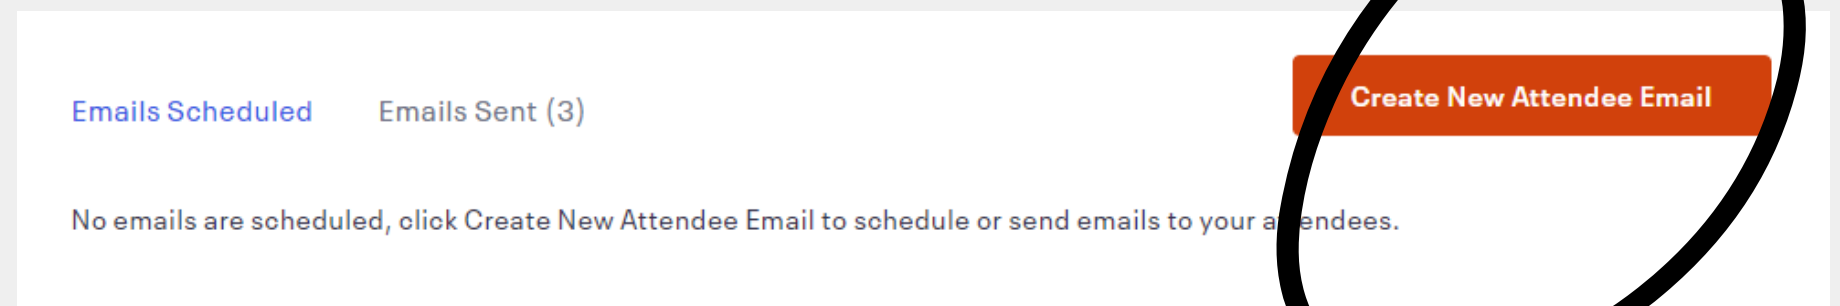 Emails Scheduled Emails Sent (3) Create New Attendee Email
No emails are scheduled, click Create New Attendee Email to schedule or send emails to your attendees.